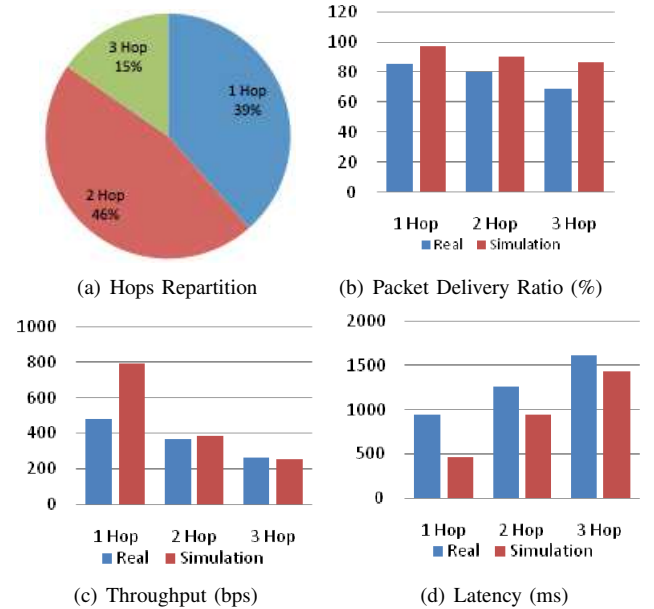 3 Hop
15%
1 Hop
39%
2 Hop
46%
(a) Hops Repartition
120
100
80
60
40
20
0
1 Hop 2 Hop 3 Hop
Real Simulation
(b) Packet Delivery Ratio (%)
1000
800
600
400
200
0
1 Hop 2 Hop 3 Hop
Real Simulation
(c) Throughput (bps)
2000
1500
1000
500
0
1 Hop 2 Hop 3 Hop
Real Simulation
(d) Latency (ms)